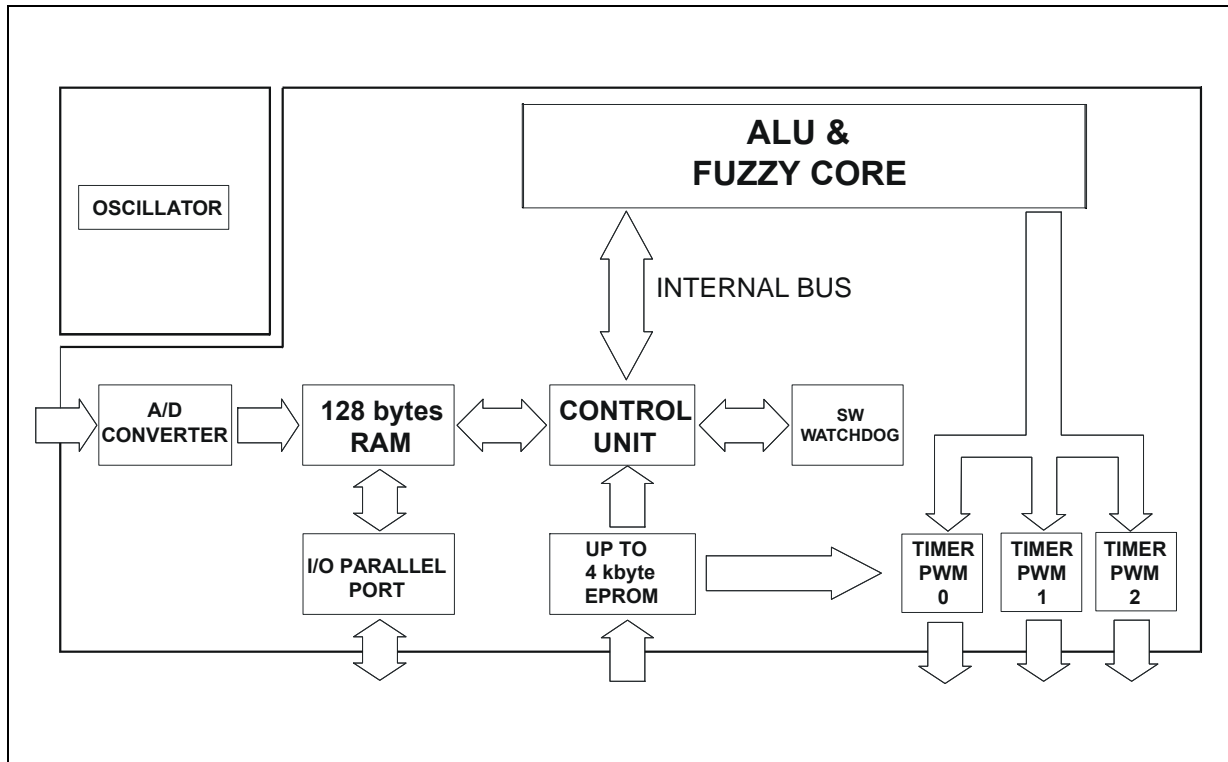 ALU &
FUZZY CORE
OSCILLATOR
INTERNAL BUS
A/D
CONVERTER
128 bytes
RAM
CONTROL
UNIT
SW
WATCHDOG
I/O PARALLEL
PORT
UP TO
4 kbyte
EPROM
TIMER
PWM
0
TIMER
PWM
1
TIMER
PWM
2